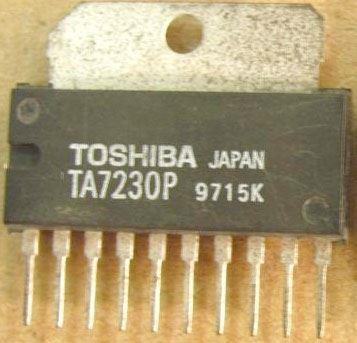 TOSHIBA JAPAN
TA7230P 9715K